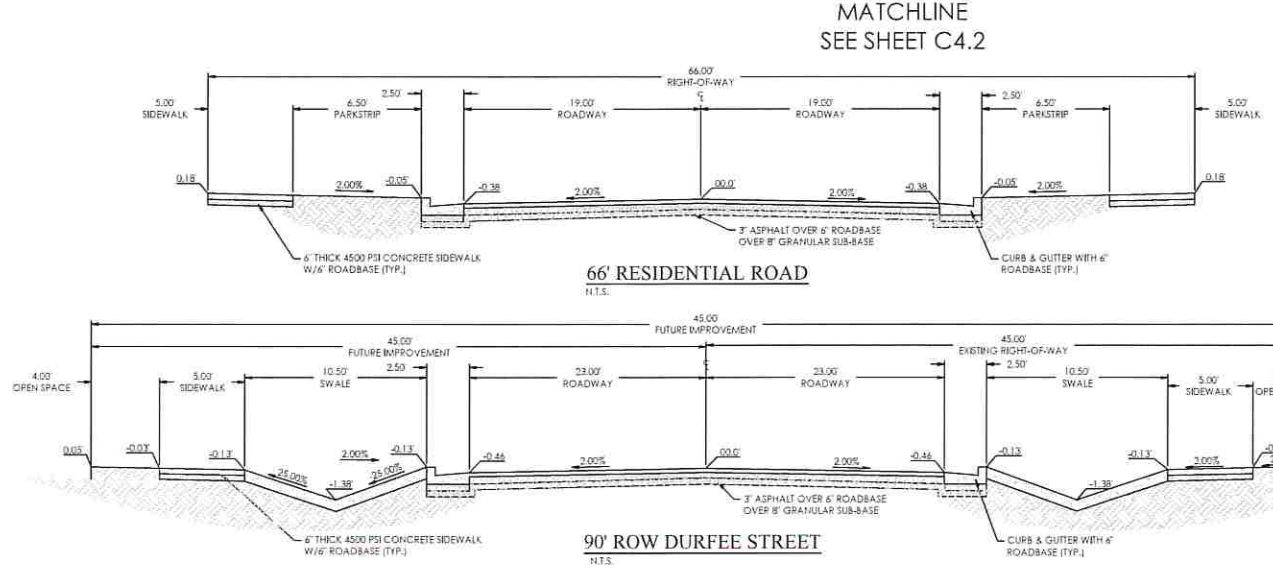 MATCHLINE
SEE SHEET C4.2
66.00'
RIGHT-OF-WAY
5.00'
SIDEWALK
6.50'
PARKSTRIP
2.50'
19.00'
ROADWAY
℄
19.00'
ROADWAY
2.50'
6.50'
PARKSTRIP
5.00'
SIDEWALK
0.18'
2.00%
-0.05'
-0.38
2.00%
00.0'
2.00%
-0.38
-0.05'
2.00%
0.18'
6" THICK 4500 PSI CONCRETE SIDEWALK
W/6" ROADBASE (TYP.)
3" ASPHALT OVER 6" ROADBASE
OVER 8" GRANULAR SUB-BASE
CURB & GUTTER WITH 6"
ROADBASE (TYP.)
66' RESIDENTIAL ROAD
N.T.S.
45.00'
FUTURE IMPROVEMENT
45.00'
FUTURE IMPROVEMENT
45.00'
EXISTING RIGHT-OF-WAY
4.00'
OPEN SPACE
5.00'
SIDEWALK
10.50'
SWALE
2.50'
23.00'
ROADWAY
℄
23.00'
ROADWAY
2.50'
10.50'
SWALE
5.00'
SIDEWALK
OPE
0.05'
-0.03'
-0.13'
25.00%
2.00%
-1.38'
25.00%
-0.13'
-0.46
2.00%
00.0'
2.00%
-0.46
-0.13
-1.38'
-0.13'
2.00%
6" THICK 4500 PSI CONCRETE SIDEWALK
W/6" ROADBASE (TYP.)
3" ASPHALT OVER 6" ROADBASE
OVER 8" GRANULAR SUB-BASE
CURB & GUTTER WITH 6"
ROADBASE (TYP.)
90' ROW DURFEE STREET
N.T.S.